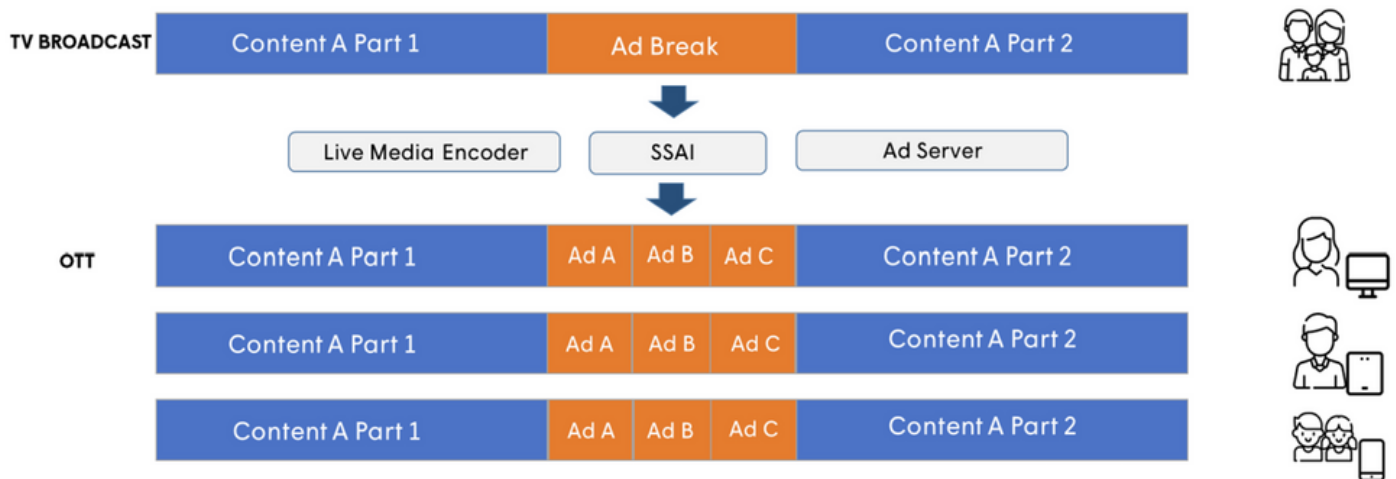 TV BROADCAST
Content A Part 1
Ad Break
Content A Part 2
Live Media Encoder
SSAI
Ad Server
OTT
Content A Part 1
Ad A
Ad B
Ad C
Content A Part 2
Content A Part 1
Ad A
Ad B
Ad C
Content A Part 2
Content A Part 1
Ad A
Ad B
Ad C
Content A Part 2